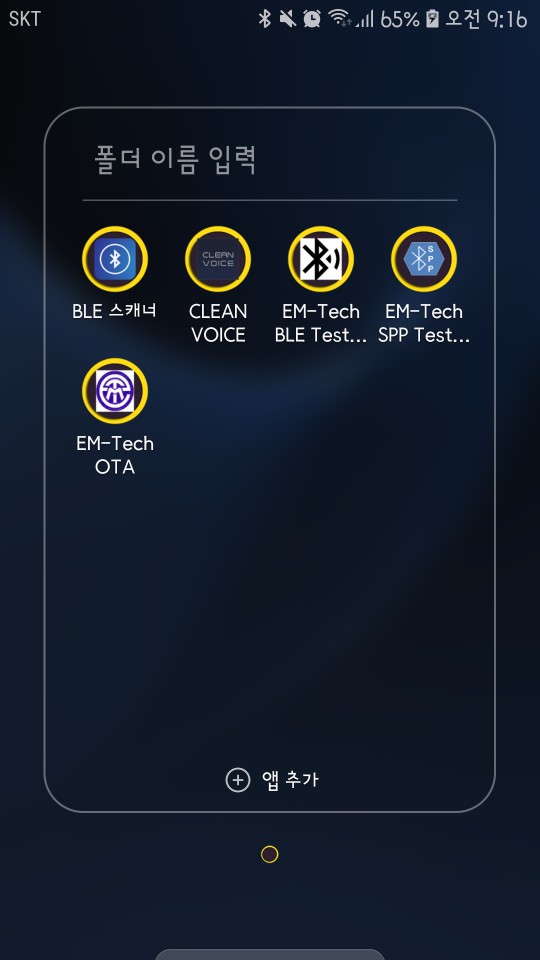 SKT 65% 오전 9:16
폴더 이름 입력
CLEAN
VOICE
S
P
P
BLE 스캐너 CLEAN EM-Tech EM-Tech
VOICE BLE Test... SPP Test...
EM-Tech
OTA
앱 추가